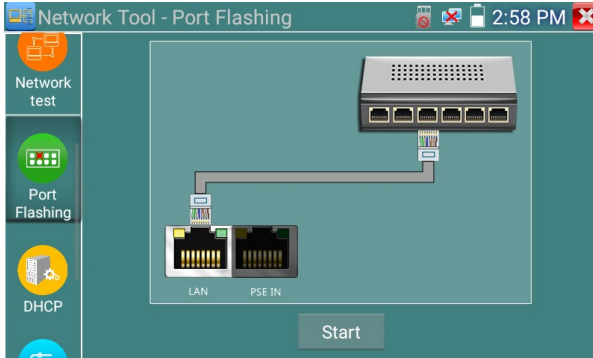 Network Tool - Port Flashing
2:58 PM
Network
test
Port
Flashing
DHCP
LAN
PSE IN
Start